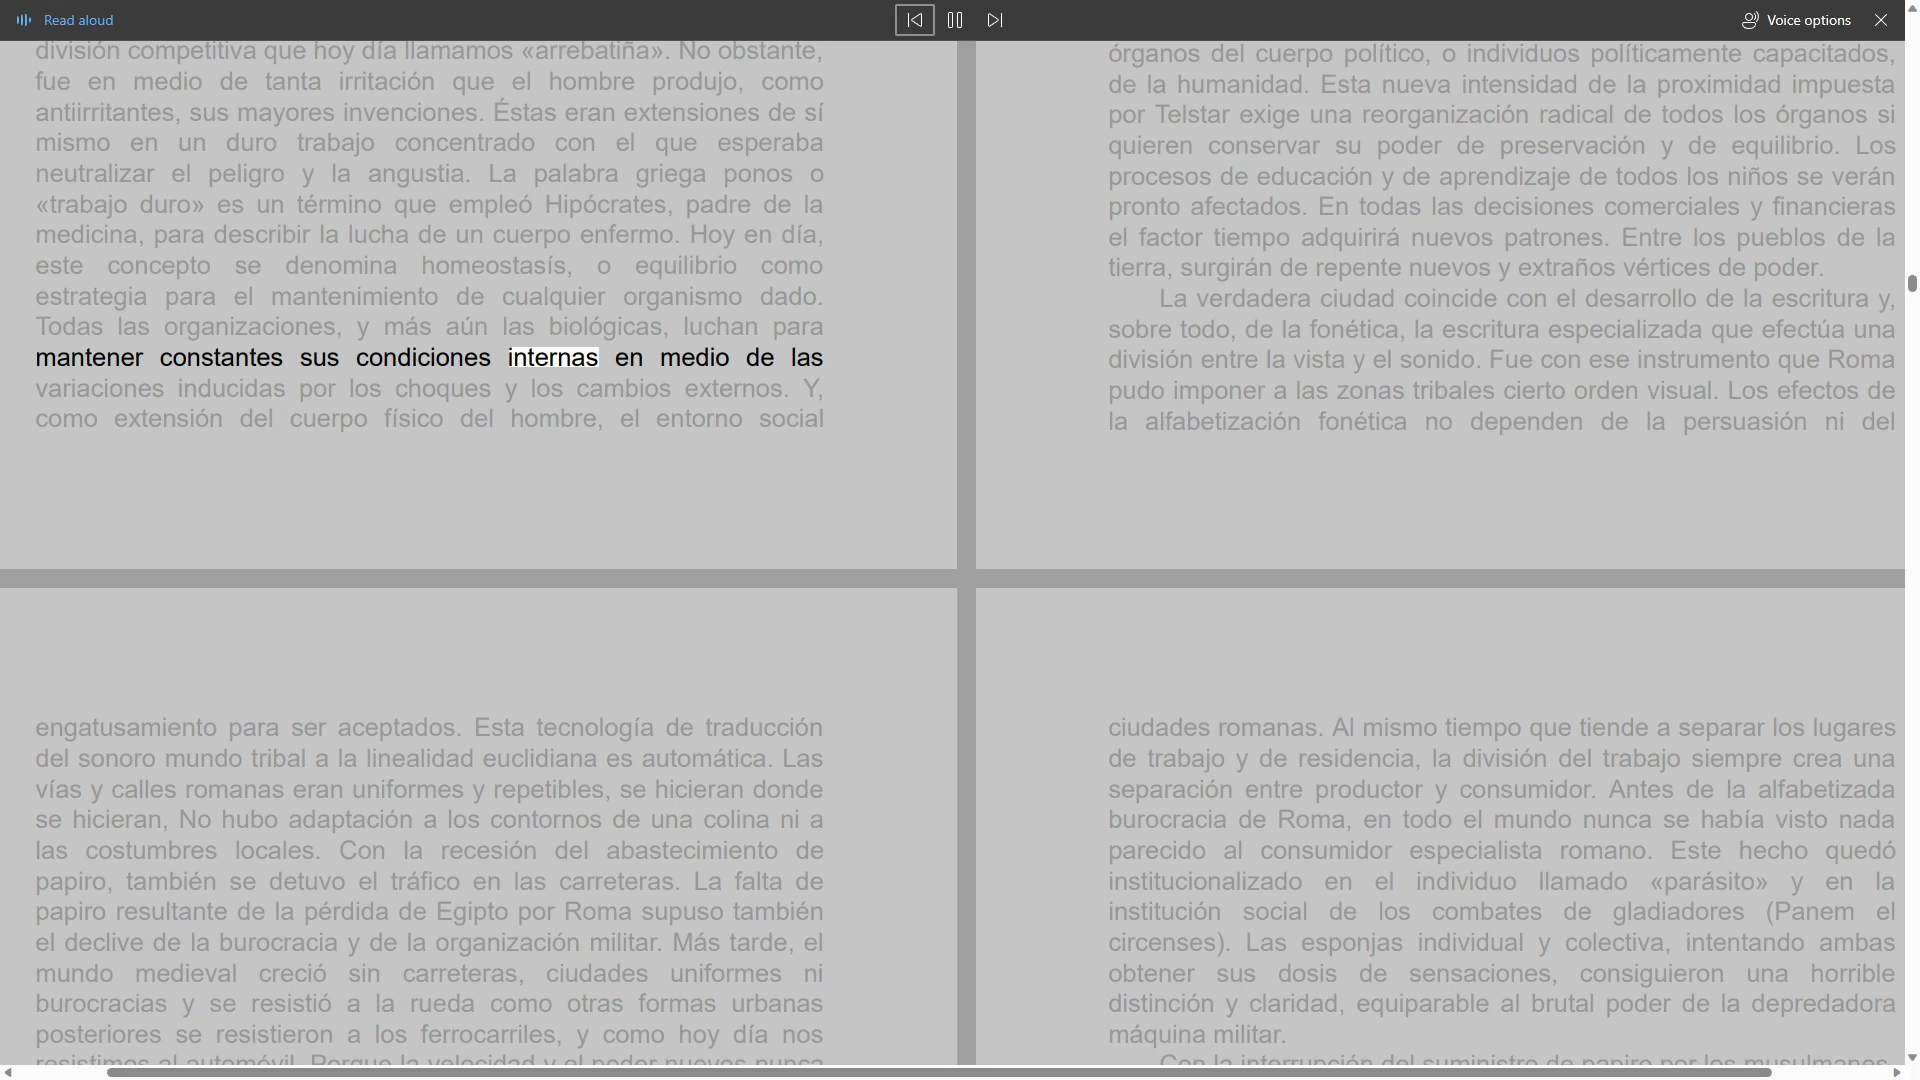 Read aloud
Voice options
división competitiva que hoy día llamamos «arrebatiña». No obstante,
fue en medio de tanta irritación que el hombre produjo, como
antiirritantes, sus mayores invenciones. Éstas eran extensiones de sí
mismo en un duro trabajo concentrado con el que esperaba
neutralizar el peligro y la angustia. La palabra griega ponos o
«trabajo duro» es un término que empleó Hipócrates, padre de la
medicina, para describir la lucha de un cuerpo enfermo. Hoy en día,
este concepto se denomina homeostasís, o equilibrio como
estrategia para el mantenimiento de cualquier organismo dado.
Todas las organizaciones, y más aún las biológicas, luchan para
mantener constantes sus condiciones internas en medio de las
variaciones inducidas por los choques y los cambios externos. Y,
como extensión del cuerpo físico del hombre, el entorno social
órganos del cuerpo político, o individuos políticamente capacitados,
de la humanidad. Esta nueva intensidad de la proximidad impuesta
por Telstar exige una reorganización radical de todos los órganos si
quieren conservar su poder de preservación y de equilibrio. Los
procesos de educación y de aprendizaje de todos los niños se verán
pronto afectados. En todas las decisiones comerciales y financieras
el factor tiempo adquirirá nuevos patrones. Entre los pueblos de la
tierra, surgirán de repente nuevos y extraños vértices de poder.
La verdadera ciudad coincide con el desarrollo de la escritura y,
sobre todo, de la fonética, la escritura especializada que efectúa una
división entre la vista y el sonido. Fue con ese instrumento que Roma
pudo imponer a las zonas tribales cierto orden visual. Los efectos de
la alfabetización fonética no dependen de la persuasión ni del
engatusamiento para ser aceptados. Esta tecnología de traducción
del sonoro mundo tribal a la linealidad euclidiana es automática. Las
vías y calles romanas eran uniformes y repetibles, se hicieran donde
se hicieran, No hubo adaptación a los contornos de una colina ni a
las costumbres locales. Con la recesión del abastecimiento de
papiro, también se detuvo el tráfico en las carreteras. La falta de
papiro resultante de la pérdida de Egipto por Roma supuso también
el declive de la burocracia y de la organización militar. Más tarde, el
mundo medieval creció sin carreteras, ciudades uniformes ni
burocracias y se resistió a la rueda como otras formas urbanas
posteriores se resistieron a los ferrocarriles, y como hoy día nos
resistimos al automóvil. Porque la velocidad y el poder nuevos nunca
ciudades romanas. Al mismo tiempo que tiende a separar los lugares
de trabajo y de residencia, la división del trabajo siempre crea una
separación entre productor y consumidor. Antes de la alfabetizada
burocracia de Roma, en todo el mundo nunca se había visto nada
parecido al consumidor especialista romano. Este hecho quedó
institucionalizado en el individuo llamado «parásito» y en la
institución social de los combates de gladiadores (Panem el
circenses). Las esponjas individual y colectiva, intentando ambas
obtener sus dosis de sensaciones, consiguieron una horrible
distinción y claridad, equiparable al brutal poder de la depredadora
máquina militar.
Con la interrupción del suministro de papiro por los musulmanes,